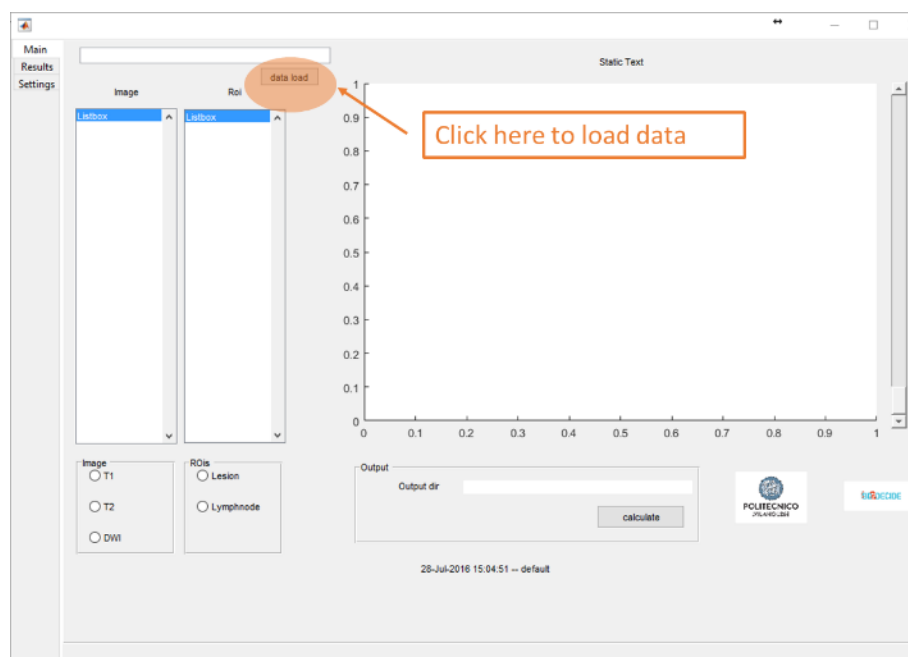 Main
Results
Settings
data load
Static Text
Image
Roi
Listbox
Listbox
Click here to load data
1
0.9
0.8
0.7
0.6
0.5
0.4
0.3
0.2
0.1
0
0 0.1 0.2 0.3 0.4 0.5 0.6 0.7 0.8 0.9 1
Image
T1
T2
DWI
ROIs
Lesion
Lymphnode
Output
Output dir
calculate
POLITECNICO
MILANO 1863
DECIDE
28-Jul-2016 15:04:51 -- default